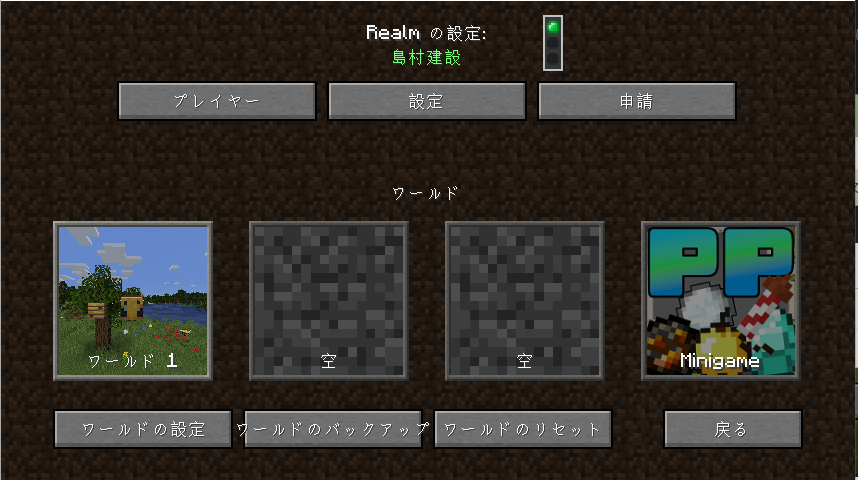 Realm の設定:
島村建設
プレイヤー
設定
申請
ワールド
PP
ワールド 1
空
空
Minigame
ワールドの設定
ワールドのバックアップ
ワールドのリセット
戻る